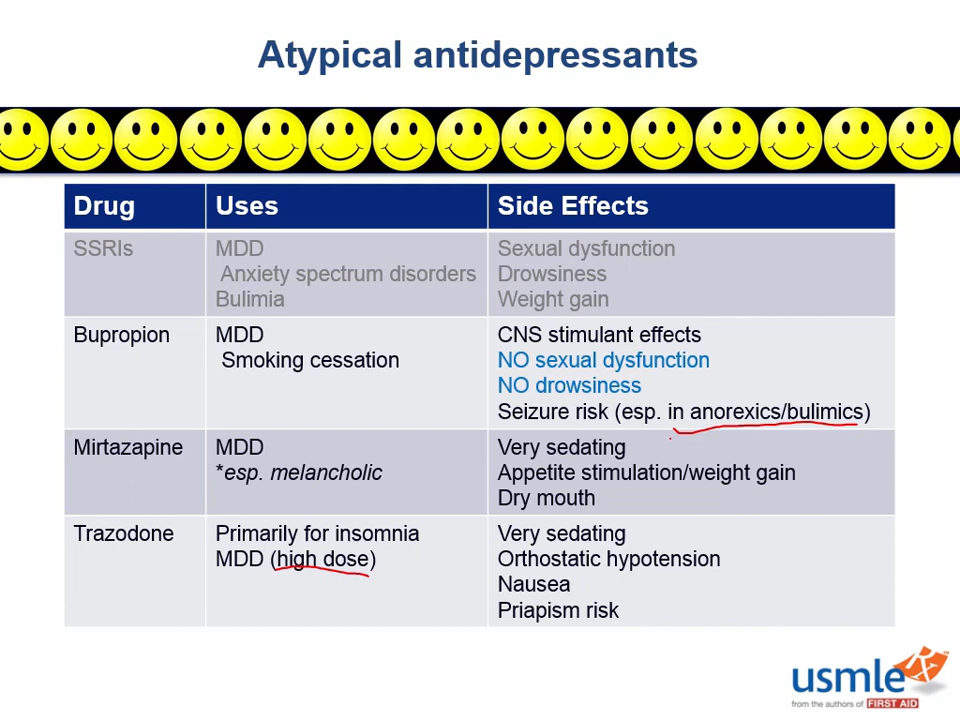 Atypical antidepressants
Drug Uses Side Effects
SSRIs MDD Sexual dysfunction
Anxiety spectrum disorders Drowsiness
Bulimia Weight gain
Bupropion MDD CNS stimulant effects
Smoking cessation NO sexual dysfunction
NO drowsiness
Seizure risk (esp. in anorexics/bulimics)
Mirtazapine MDD Very sedating
*esp. melancholic Appetite stimulation/weight gain
Dry mouth
Trazodone Primarily for insomnia Very sedating
MDD (high dose) Orthostatic hypotension
Nausea
Priapism risk
usmle Rx™
from the authors of FIRST AID